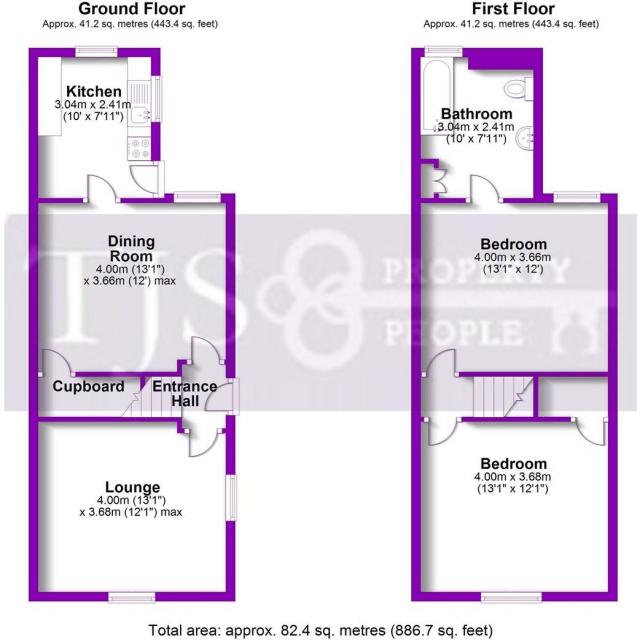 Ground Floor
Approx. 41.2 sq. metres (443.4 sq. feet)
Kitchen
3.04m x 2.41m
(10' x 7'11")
Dining
Room
4.00m (13'1")
x 3.66m (12') max
Cupboard
Entrance
Hall
Lounge
4.00m (13'1")
x 3.68m (12'1") max
First Floor
Approx. 41.2 sq. metres (443.4 sq. feet)
Bathroom
3.04m x 2.41m
(10' x 7'11")
Bedroom
4.00m x 3.66m
(13'1" x 12')
Bedroom
4.00m x 3.68m
(13'1" x 12'1")
TJS
PROPERTY
PEOPLE
Total area: approx. 82.4 sq. metres (886.7 sq. feet)